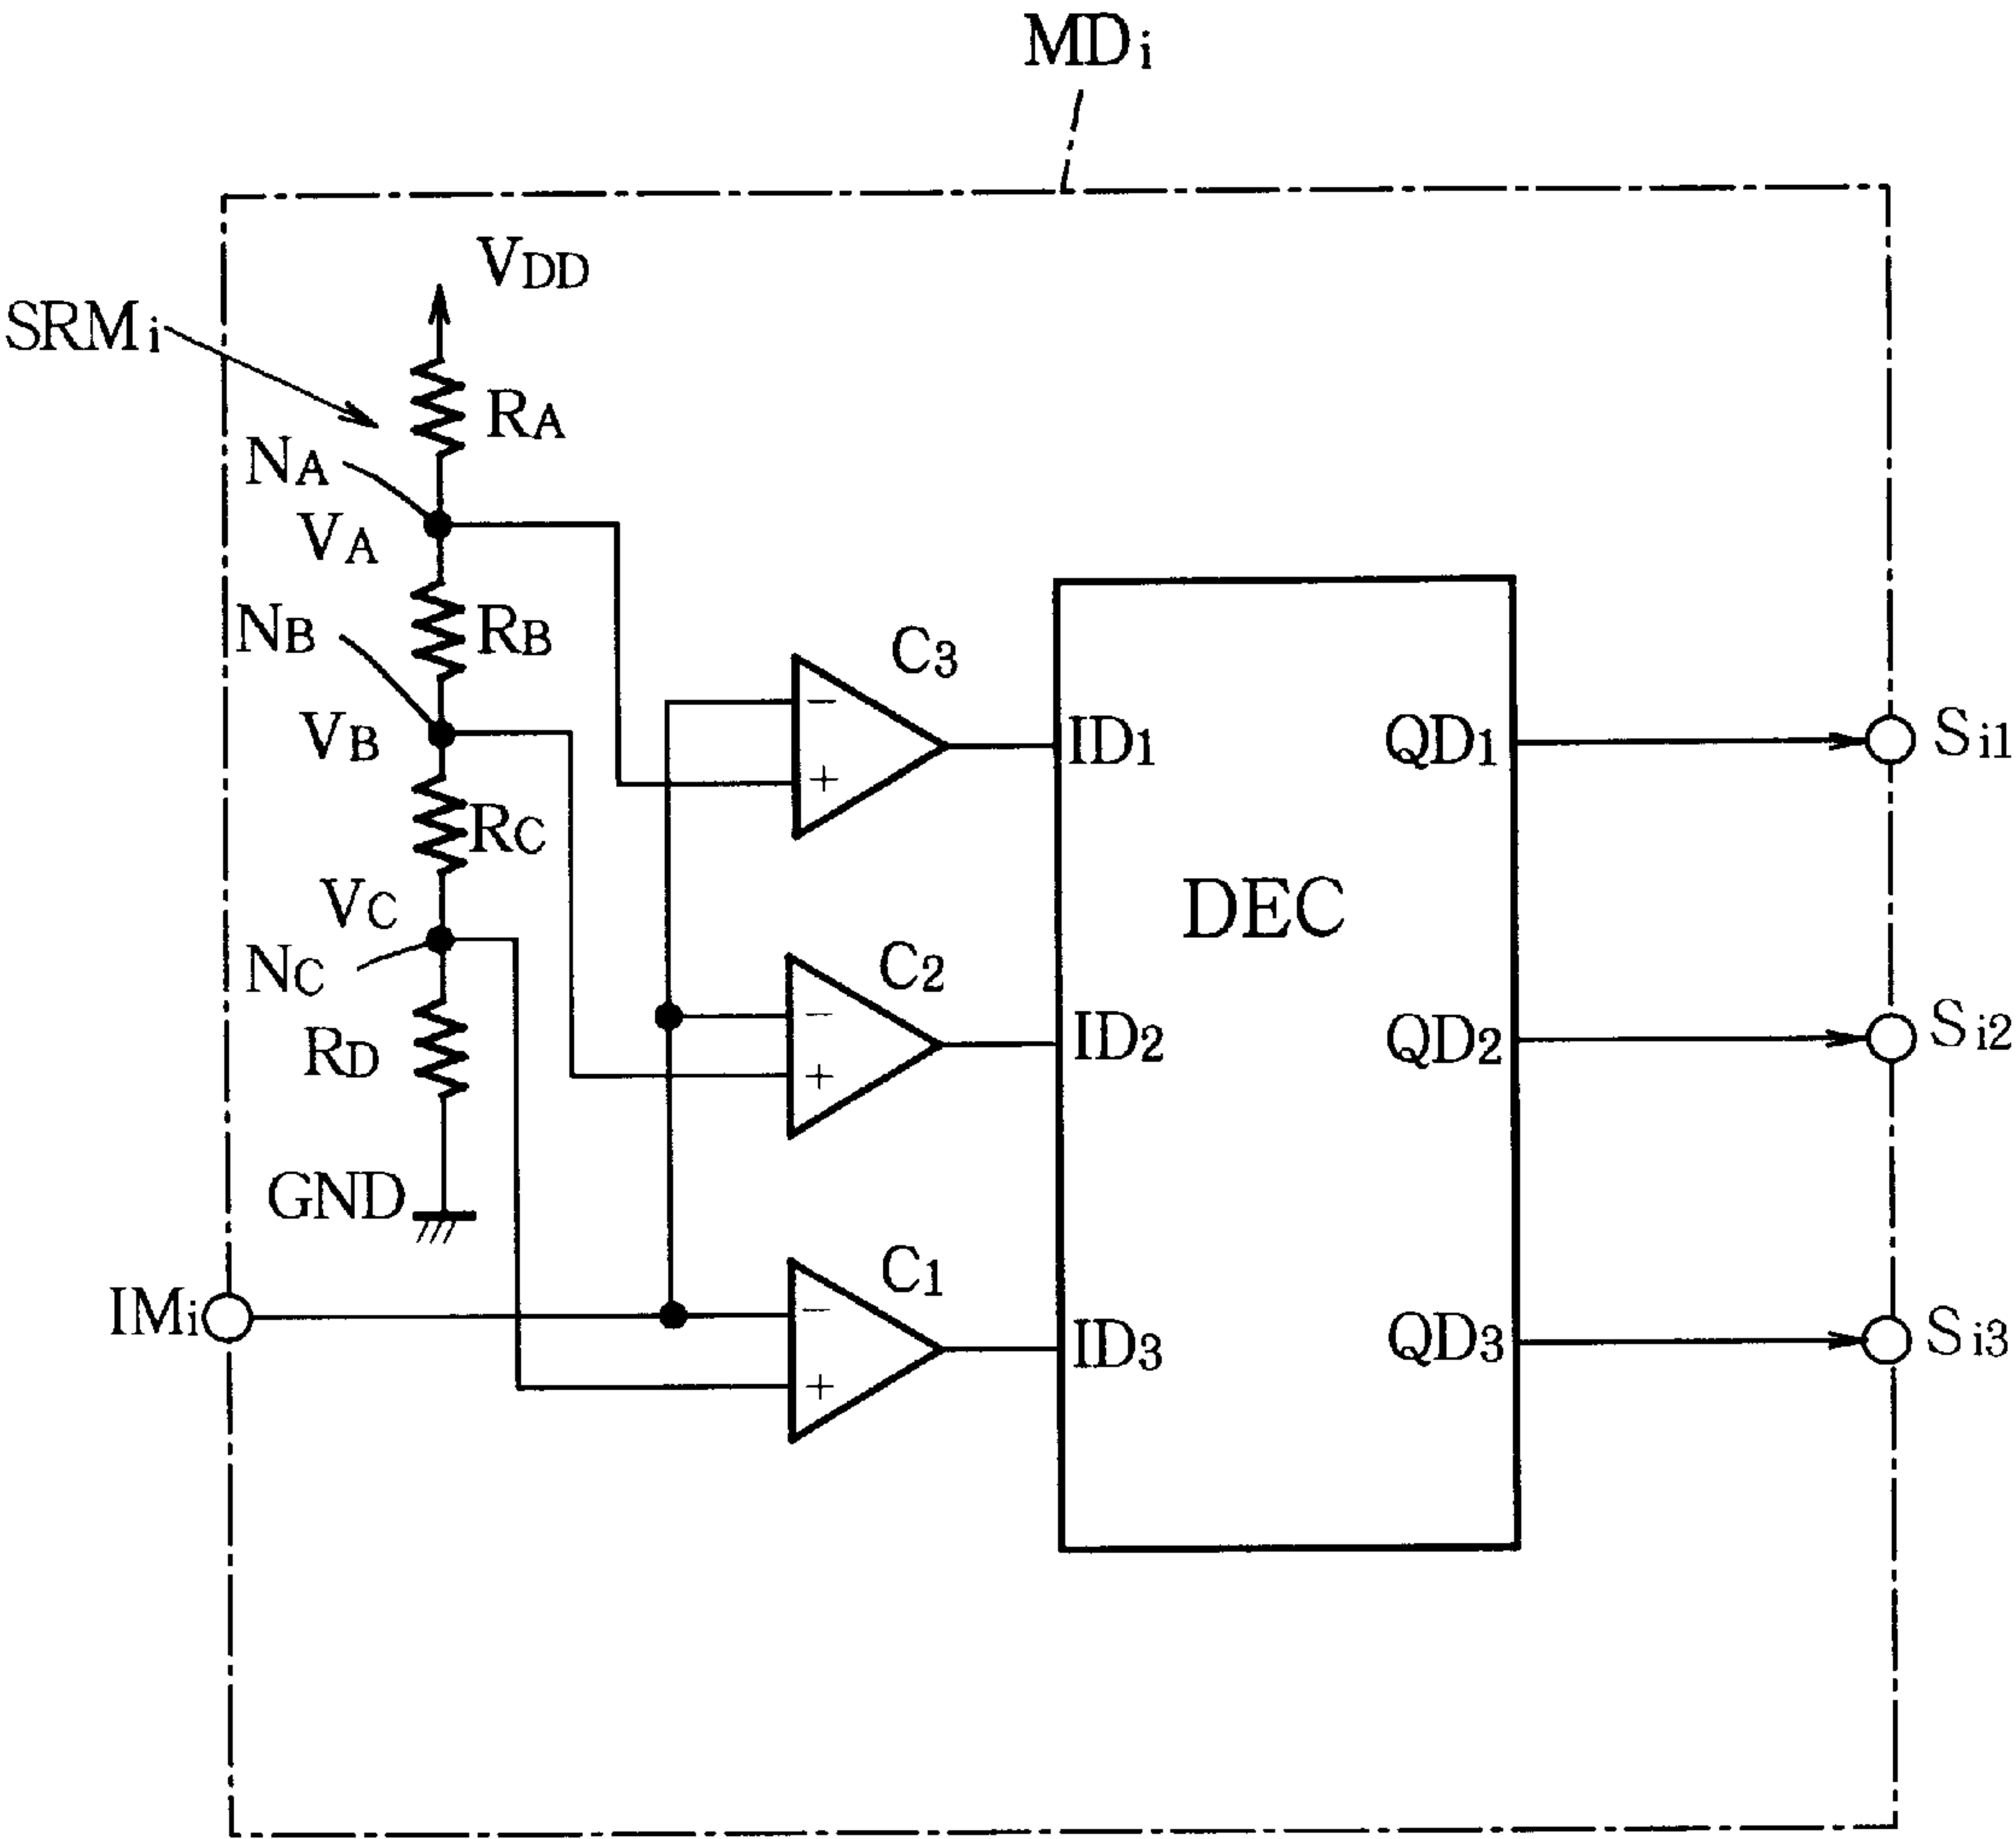 MDi
VDD
SRMi
RA
NA
VA
NB
RB
VB
C3
−
+
ID1
QD1
Si1
RC
VC
DEC
NC
C2
−
+
ID2
QD2
Si2
RD
GND
C1
IMi
−
+
ID3
QD3
Si3